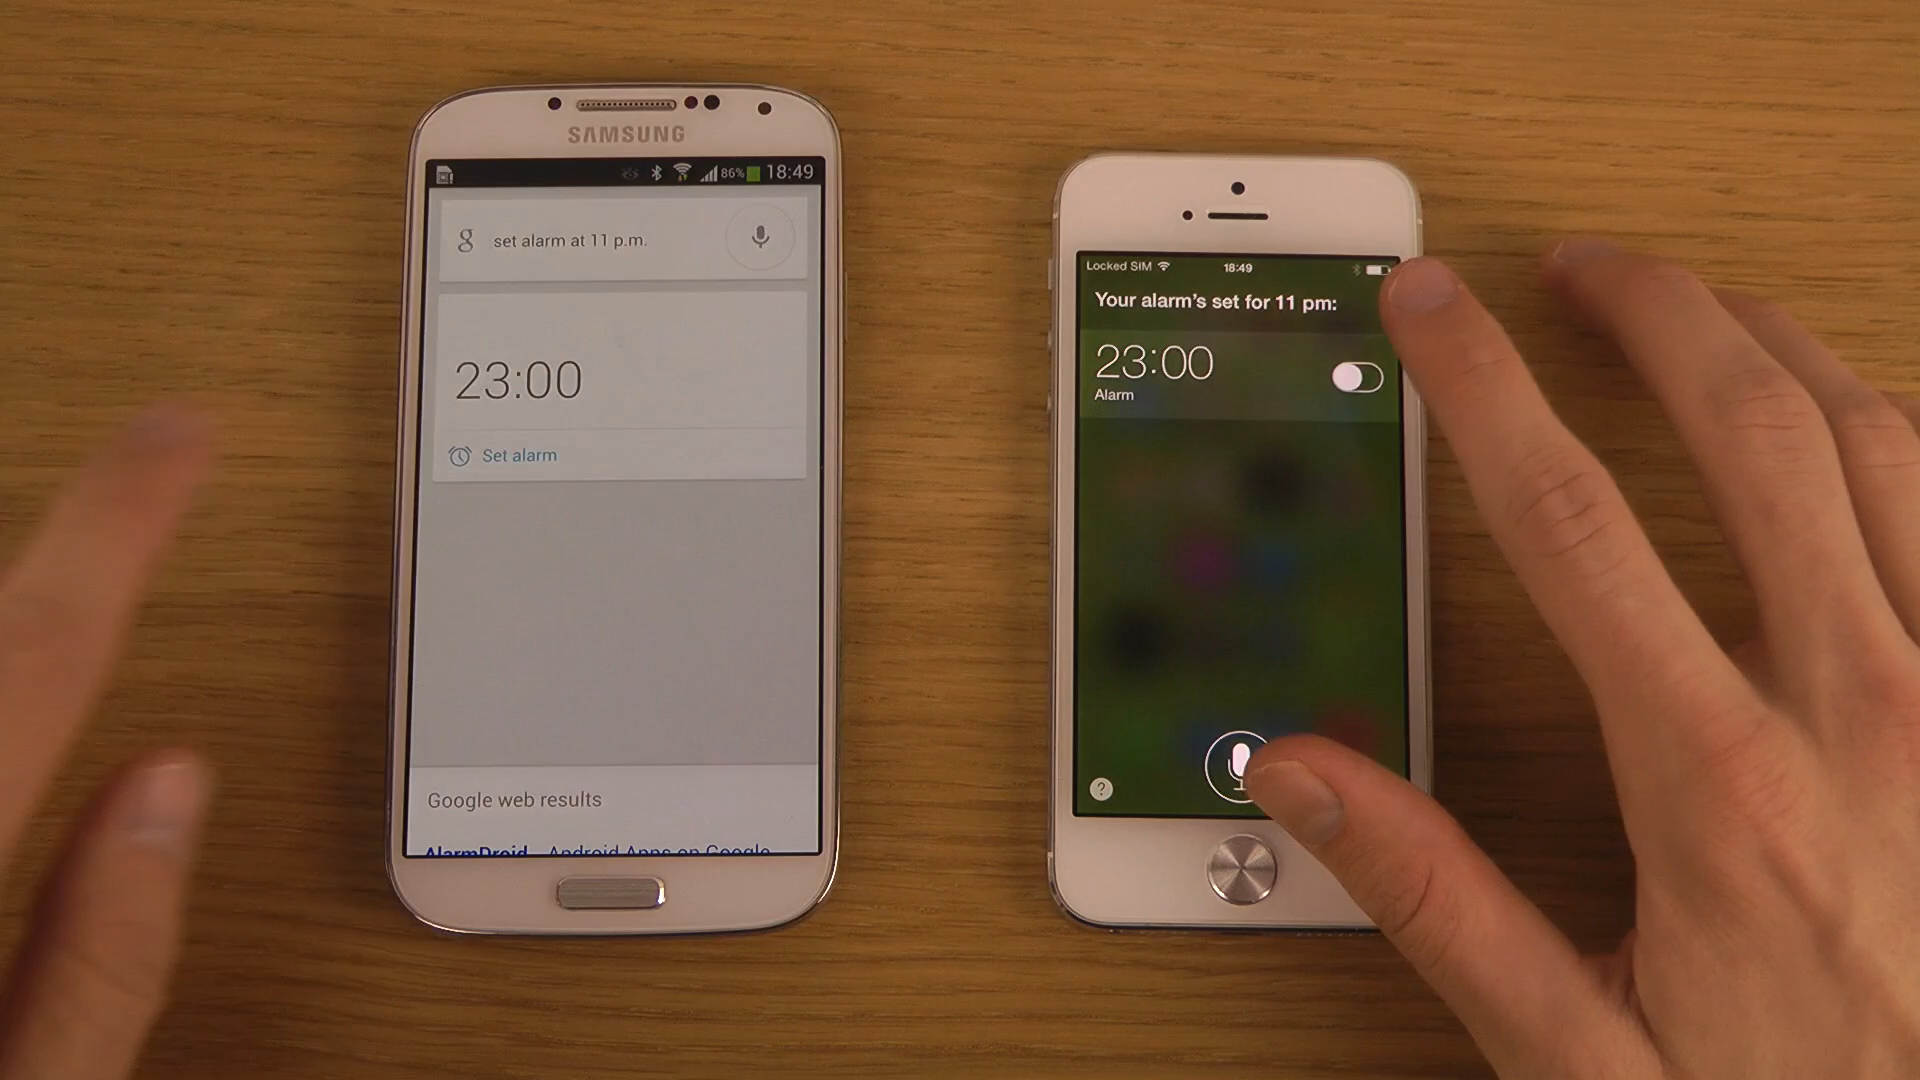 SAMSUNG
86% 18:49
g set alarm at 11 p.m.
23:00
Set alarm
Google web results
AlarmDroid - Android Apps on Google
Locked SIM 18:49
Your alarm's set for 11 pm:
23:00
Alarm
?